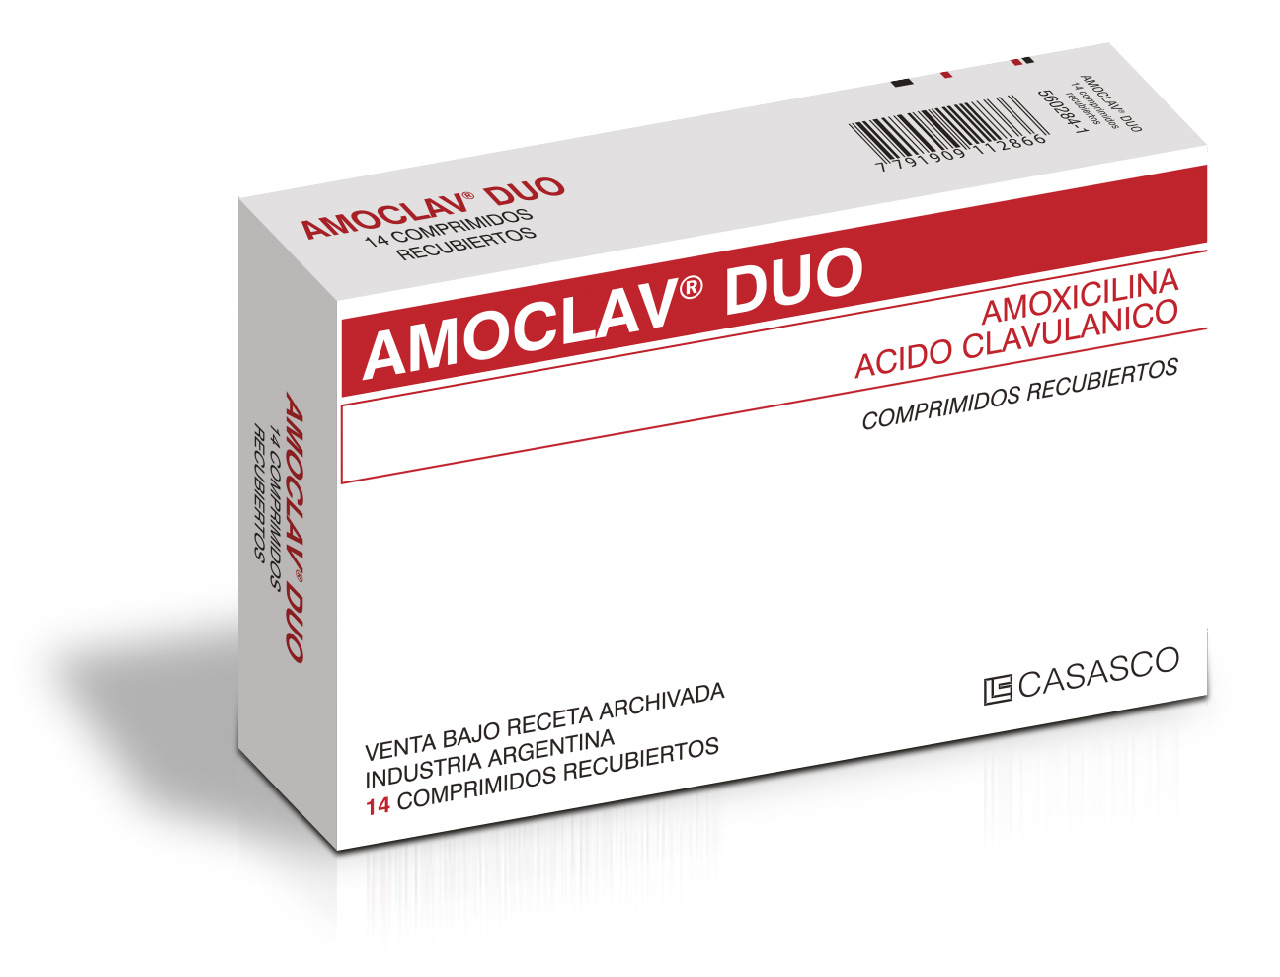 AMOCLAV® DUO
14 COMPRIMIDOS
RECUBIERTOS
7 791909 112866
560284-1
AMOCLAV® DUO
14 comprimidos
recubiertos
AMOCLAV® DUO
AMOXICILINA
ACIDO CLAVULANICO
COMPRIMIDOS RECUBIERTOS
AMOCLAV® DUO
14 COMPRIMIDOS
RECUBIERTOS
VENTA BAJO RECETA ARCHIVADA
INDUSTRIA ARGENTINA
14 COMPRIMIDOS RECUBIERTOS
CASASCO